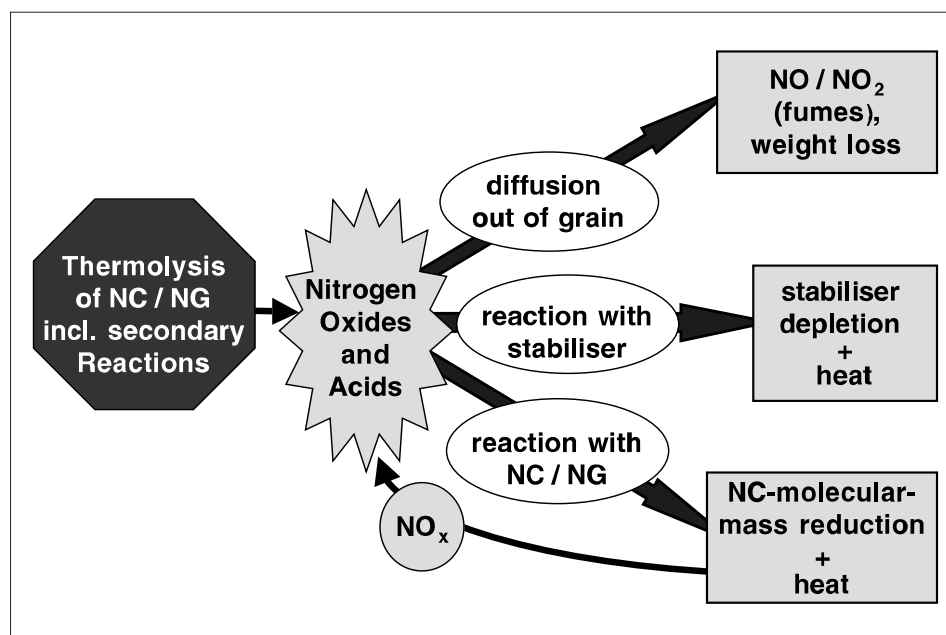 Thermolysis
of NC / NG
incl. secondary
Reactions
Nitrogen
Oxides
and
Acids
diffusion
out of grain
NO / NO₂
(fumes),
weight loss
reaction with
stabiliser
stabiliser
depletion
+
heat
reaction with
NC / NG
NC-molecular-
mass reduction
+
heat
NOₓ